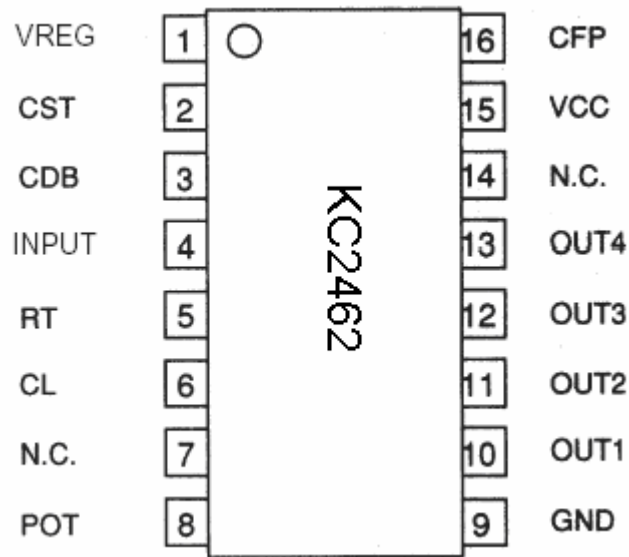 VREG 1 16 CFP
CST 2 15 VCC
CDB 3 14 N.C.
INPUT 4 13 OUT4
RT 5 12 OUT3
CL 6 11 OUT2
N.C. 7 10 OUT1
POT 8 9 GND
KC2462